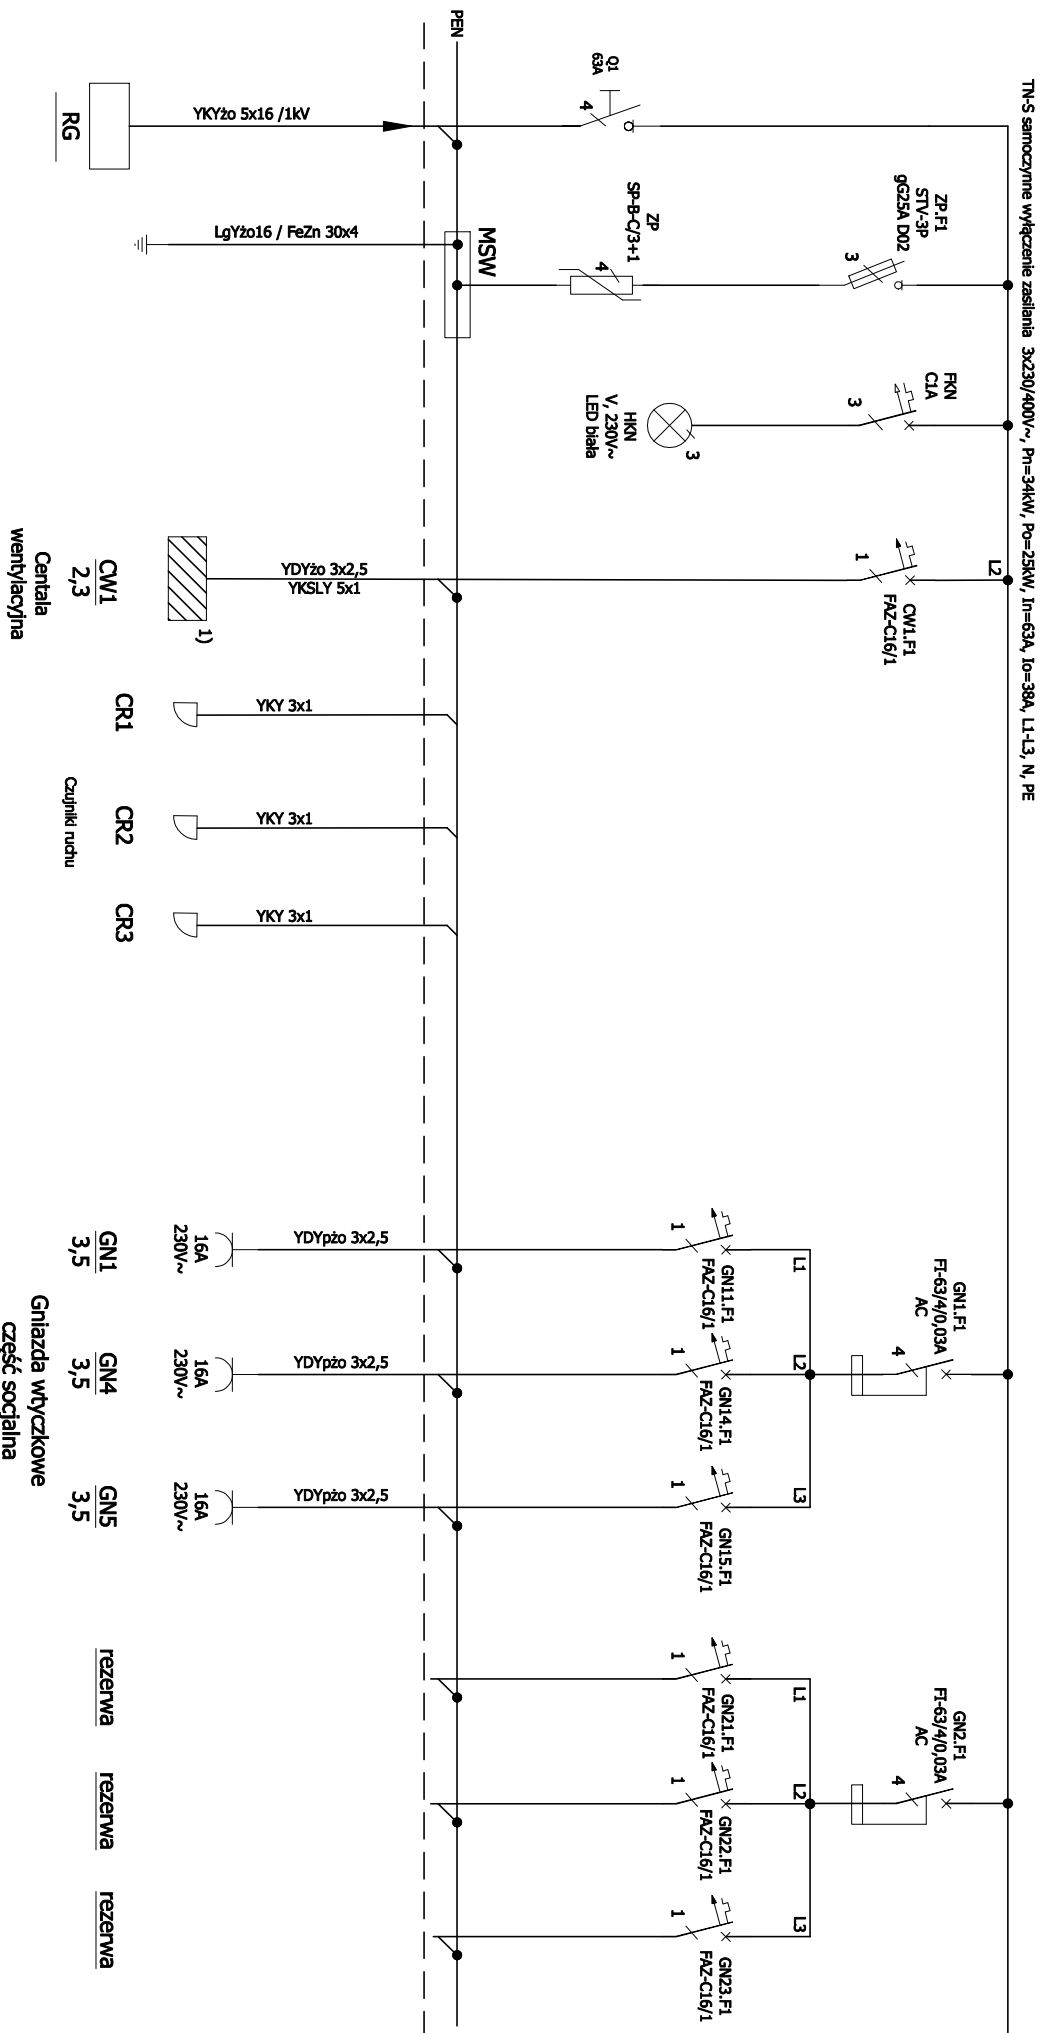 TN-S samoczynne wyłączenie zasilania 3x230/400V~, Pn=34kW, Po=25kW, In=63A, Io=38A, L1-L3, N, PE
Q1
63A
4
ZP.F1
STV-3P
gG25A D02
3
ZP
SP-B-C/3+1
4
FKN
C1A
3
HKN
V, 230V~
LED biała
3
L2
CW1.F1
FAZ-C16/1
1
GN1.F1
FI-63/4/0,03A
AC
4
L1
L2
L3
GN11.F1
FAZ-C16/1
1
GN14.F1
FAZ-C16/1
1
GN15.F1
FAZ-C16/1
1
GN2.F1
FI-63/4/0,03A
AC
4
L1
L2
L3
GN21.F1
FAZ-C16/1
1
GN22.F1
FAZ-C16/1
1
GN23.F1
FAZ-C16/1
1
PEN
MSW
YKYżo 5x16 /1kV
LgYżo16 / FeZn 30x4
YDYżo 3x2,5
YKSLY 5x1
YKY 3x1
YKY 3x1
YKY 3x1
YDYpżo 3x2,5
YDYpżo 3x2,5
YDYpżo 3x2,5
1)
16A
230V~
16A
230V~
16A
230V~
RG
CW1
2,3
Centala
wentylacyjna
CR1
CR2
CR3
Czujniki ruchu
GN1
3,5
GN4
3,5
GN5
3,5
Gniazda wtyczkowe
część socjalna
rezerwa
rezerwa
rezerwa